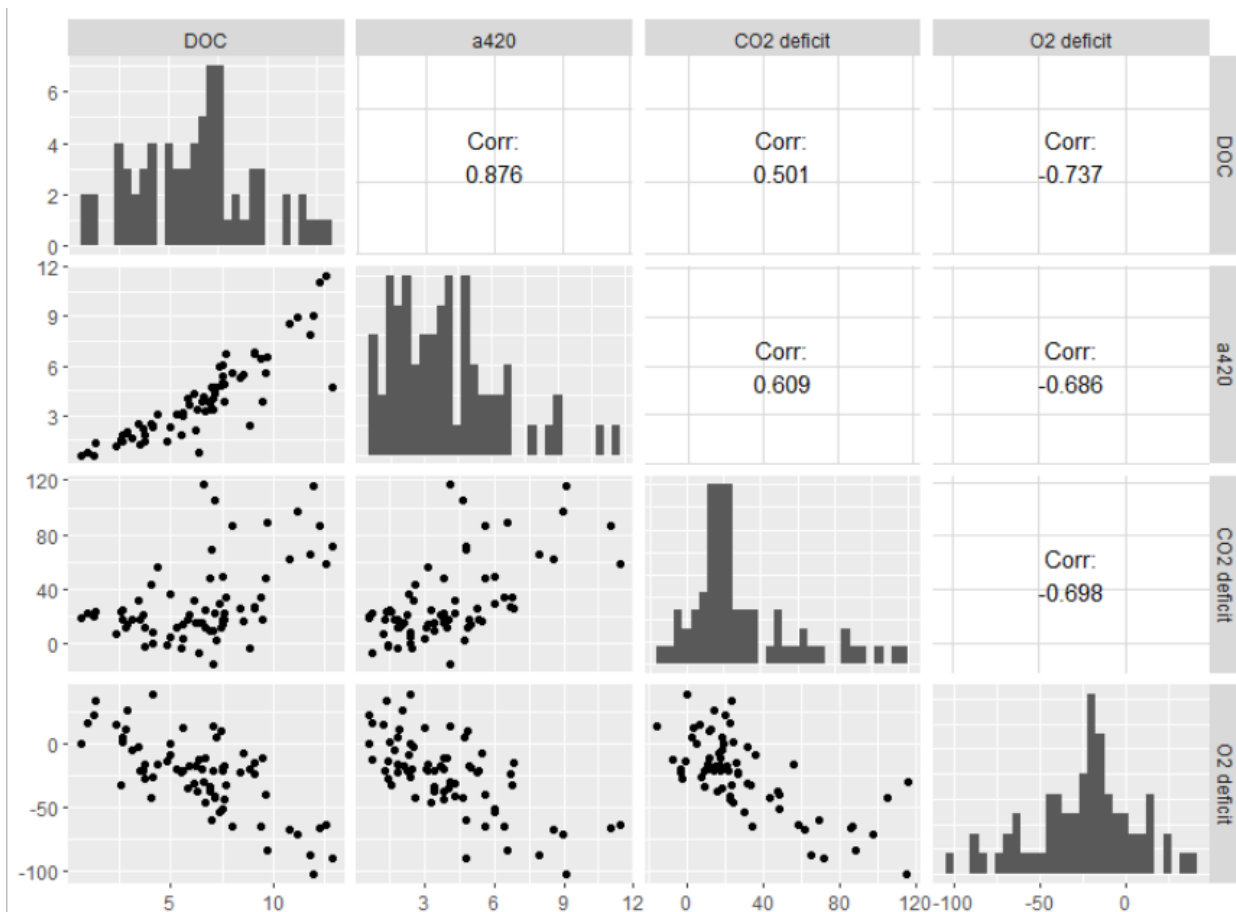 DOC a420 CO2 deficit O2 deficit
6
4
2
0
Corr:
0.876
Corr:
0.501
Corr:
-0.737
DOC
12
9
6
3
Corr:
0.609
Corr:
-0.686
a420
120
80
40
0
Corr:
-0.698
CO2 deficit
0
-50
-100
O2 deficit
5 10 3 6 9 12 0 40 80 120 -100 -50 0